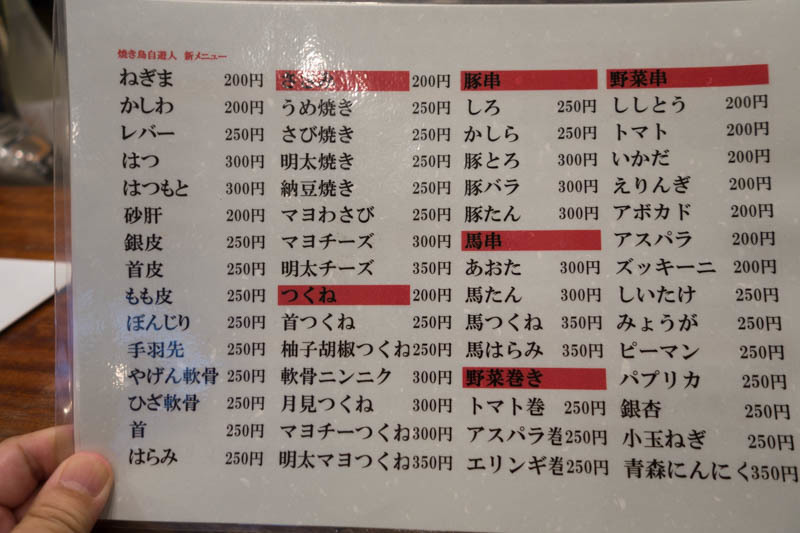 焼き鳥自遊人 新メニュー
ねぎま 200円
かしわ 200円
レバー 250円
はつ 300円
はつもと 300円
砂肝 200円
銀皮 250円
首皮 250円
もも皮 250円
ぼんじり 250円
手羽先 250円
やげん軟骨 250円
ひざ軟骨 250円
首 250円
はらみ 250円
200円
うめ焼き 250円
さび焼き 250円
明太焼き 300円
納豆焼き 250円
マヨわさび 250円
マヨチーズ 300円
明太チーズ 350円
つくね 200円
首つくね 250円
柚子胡椒つくね 250円
軟骨ニンニク 300円
月見つくね 300円
マヨチーつくね 300円
明太マヨつくね 350円
豚串
しろ 250円
かしら 250円
豚とろ 300円
豚バラ 300円
豚たん 300円
馬串
あおた 300円
馬たん 300円
馬つくね 350円
馬はらみ 350円
野菜巻き
トマト巻 250円
アスパラ巻 250円
エリンギ巻 250円
野菜串
ししとう 200円
トマト 200円
いかだ 200円
えりんぎ 200円
アボカド 200円
アスパラ 200円
ズッキーニ 200円
しいたけ 250円
みょうが 250円
ピーマン 250円
パプリカ 250円
銀杏 250円
小玉ねぎ 250円
青森にんにく 350円